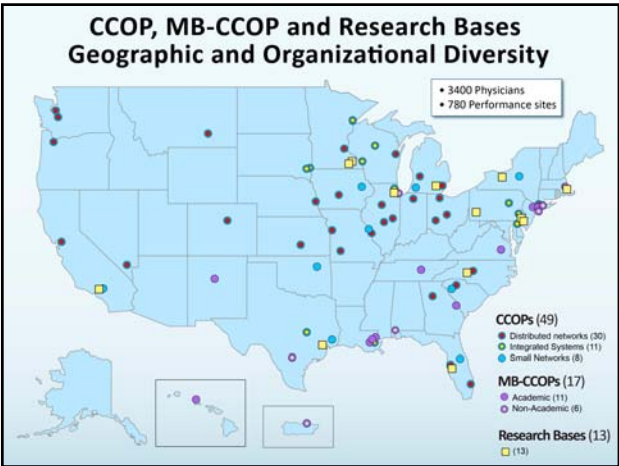 CCOP, MB-CCOP and Research Bases
Geographic and Organizational Diversity
• 3400 Physicians
• 780 Performance sites
CCOPs (49)
Distributed networks (30)
Integrated Systems (11)
Small Networks (8)
MB-CCOPs (17)
Academic (11)
Non-Academic (6)
Research Bases (13)
(13)